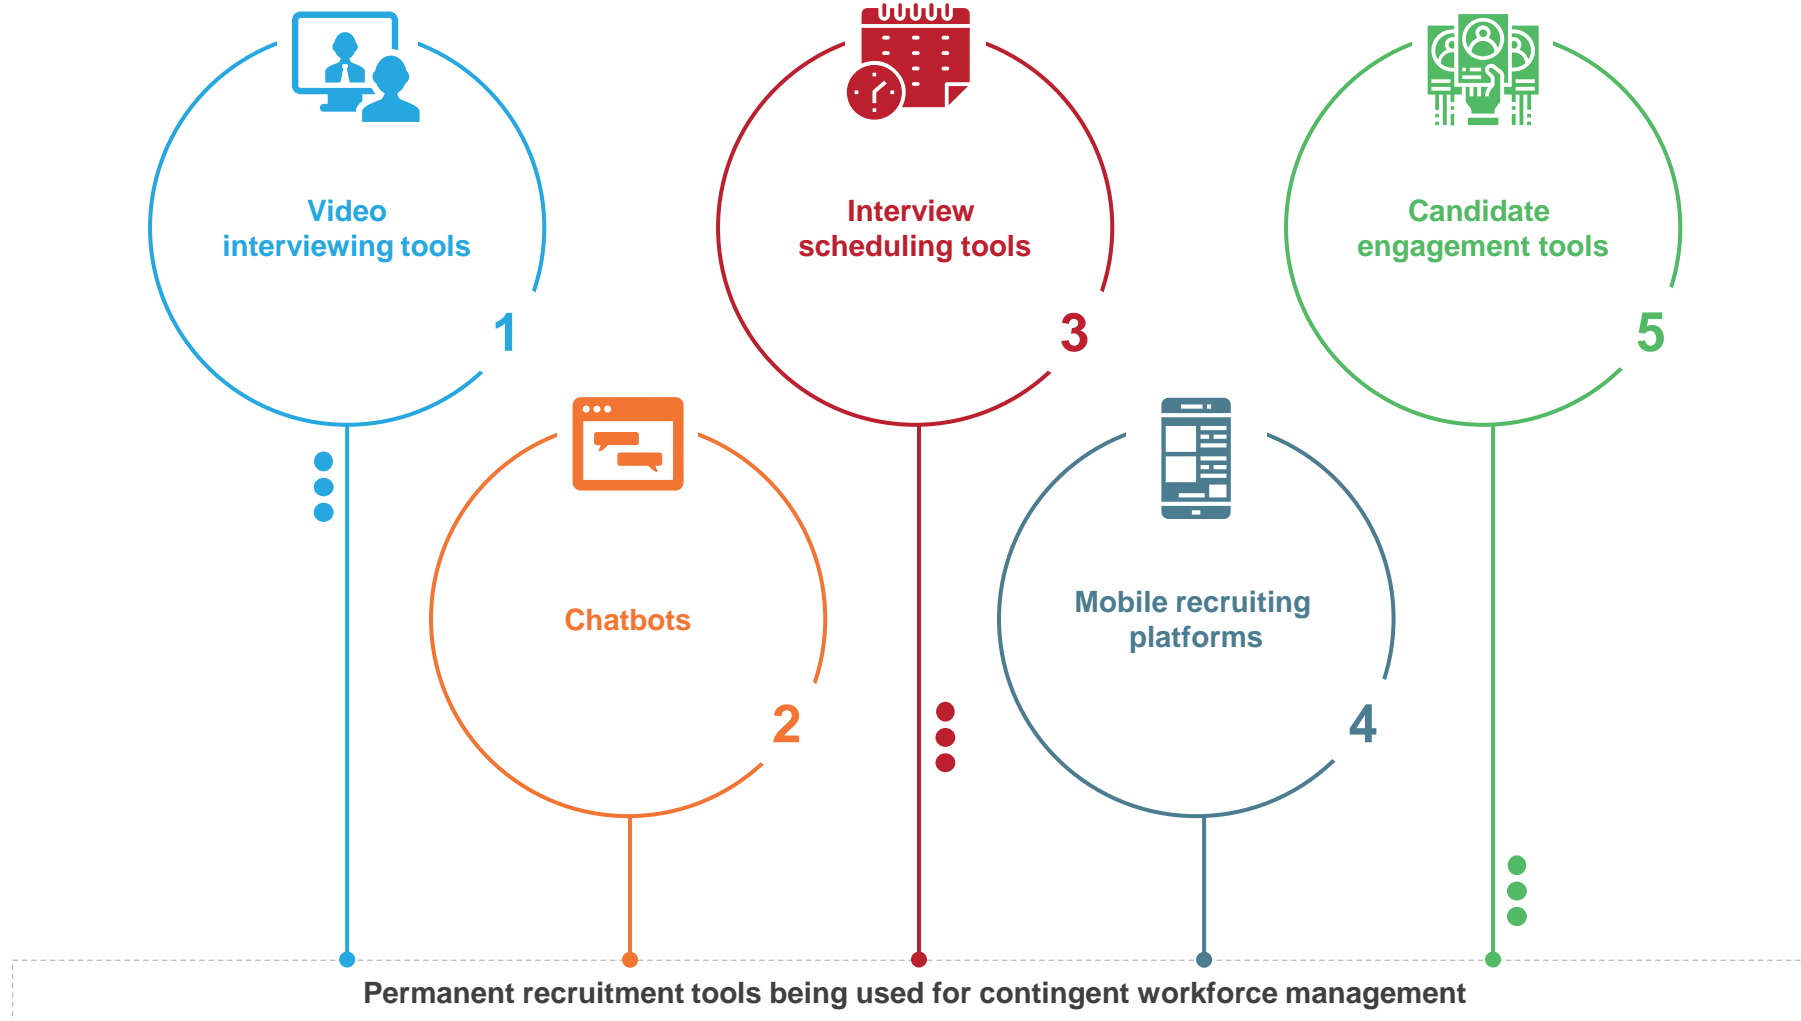 Video
interviewing tools
1
Chatbots
2
Interview
scheduling tools
3
Mobile recruiting
platforms
4
Candidate
engagement tools
5
Permanent recruitment tools being used for contingent workforce management